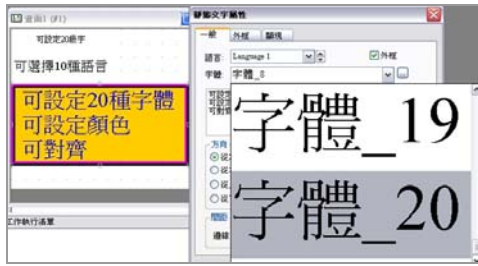 畫面1 (#1)
可設定20種字
可選擇10種語言
可設定20種字體
可設定顏色
可對齊
工作執行清單
靜態文字屬性
一般 外框 顯現
語言: Language 1 外框
字體: 字體_8
字體_19
字體_20
方向